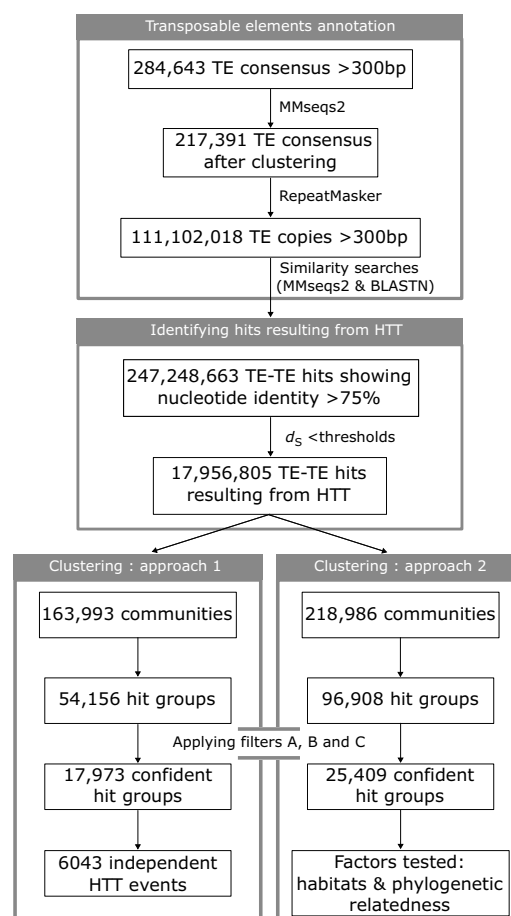 Transposable elements annotation
284,643 TE consensus >300bp
MMseqs2
217,391 TE consensus
after clustering
RepeatMasker
111,102,018 TE copies >300bp
Similarity searches
(MMseqs2 & BLASTN)
Identifying hits resulting from HTT
247,248,663 TE-TE hits showing
nucleotide identity >75%
dS <thresholds
17,956,805 TE-TE hits
resulting from HTT
Clustering : approach 1
163,993 communities
54,156 hit groups
Clustering : approach 2
218,986 communities
96,908 hit groups
Applying filters A, B and C
17,973 confident
hit groups
6043 independent
HTT events
25,409 confident
hit groups
Factors tested:
habitats & phylogenetic
relatedness